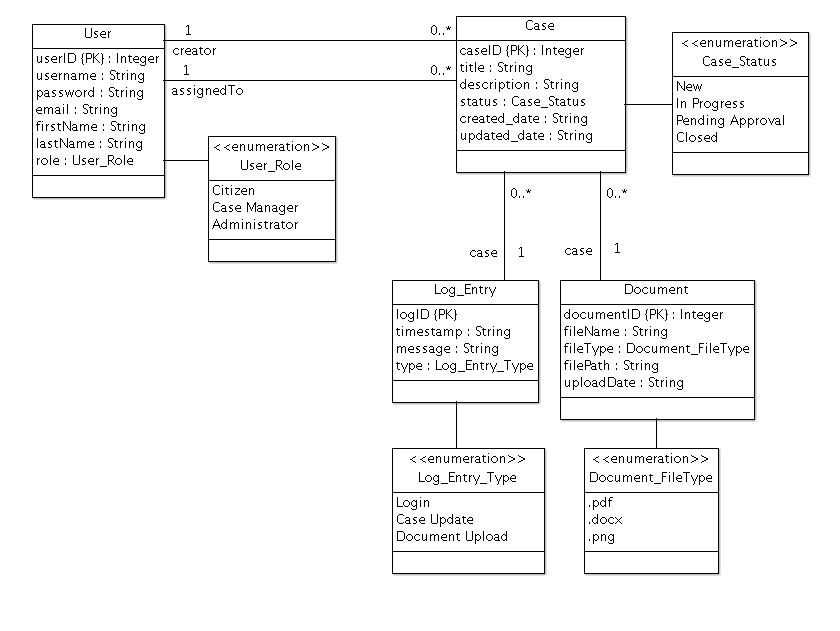 User
userID {PK} : Integer
username : String
password : String
email : String
firstName : String
lastName : String
role : User_Role
1
0..*
creator
1
0..*
assignedTo
Case
caseID {PK} : Integer
title : String
description : String
status : Case_Status
created_date : String
updated_date : String
<<enumeration>>
Case_Status
New
In Progress
Pending Approval
Closed
<<enumeration>>
User_Role
Citizen
Case Manager
Administrator
0..*
0..*
case
1
case
1
Log_Entry
logID {PK}
timestamp : String
message : String
type : Log_Entry_Type
Document
documentID {PK} : Integer
fileName : String
fileType : Document_FileType
filePath : String
uploadDate : String
<<enumeration>>
Log_Entry_Type
Login
Case Update
Document Upload
<<enumeration>>
Document_FileType
.pdf
.docx
.png